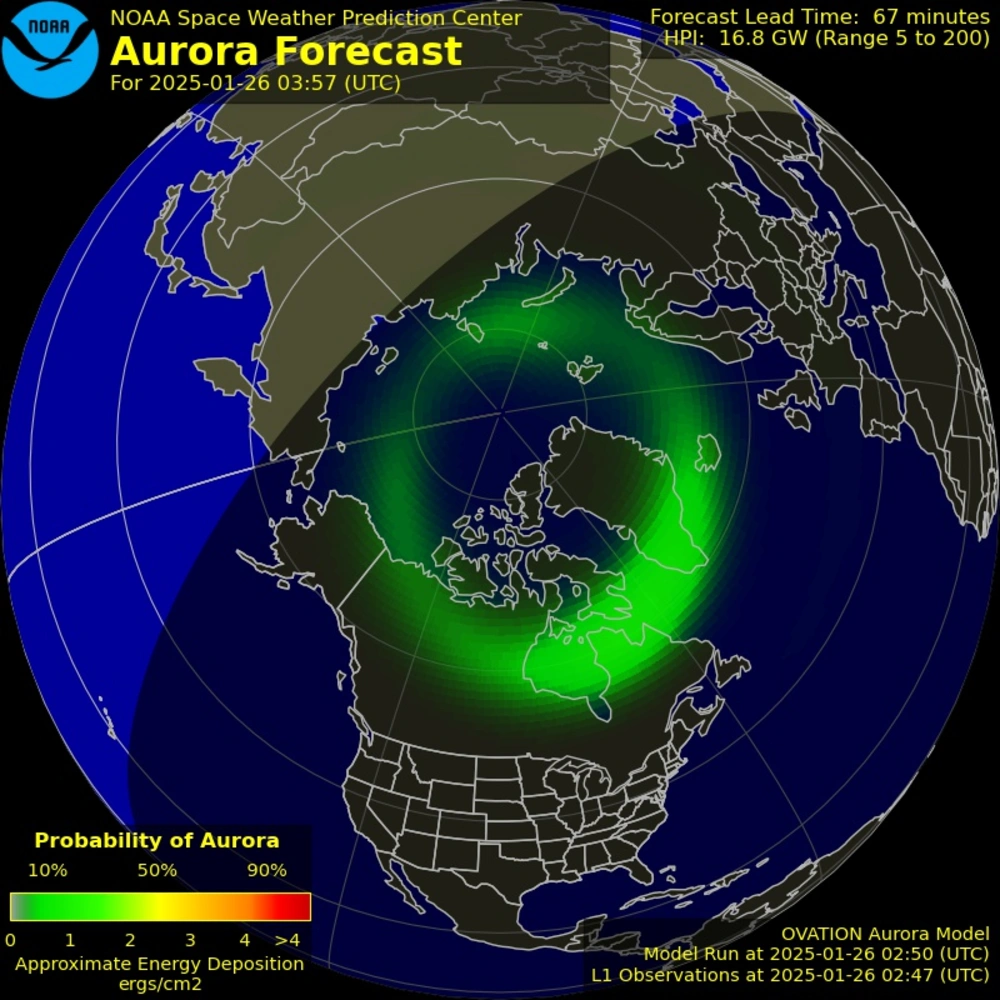 NOAA
NOAA Space Weather Prediction Center
Aurora Forecast
For 2025-01-26 03:57 (UTC)
Forecast Lead Time: 67 minutes
HPI: 16.8 GW (Range 5 to 200)
Probability of Aurora
10% 50% 90%
0 1 2 3 4 >4
Approximate Energy Deposition
ergs/cm2
OVATION Aurora Model
Model Run at 2025-01-26 02:50 (UTC)
L1 Observations at 2025-01-26 02:47 (UTC)